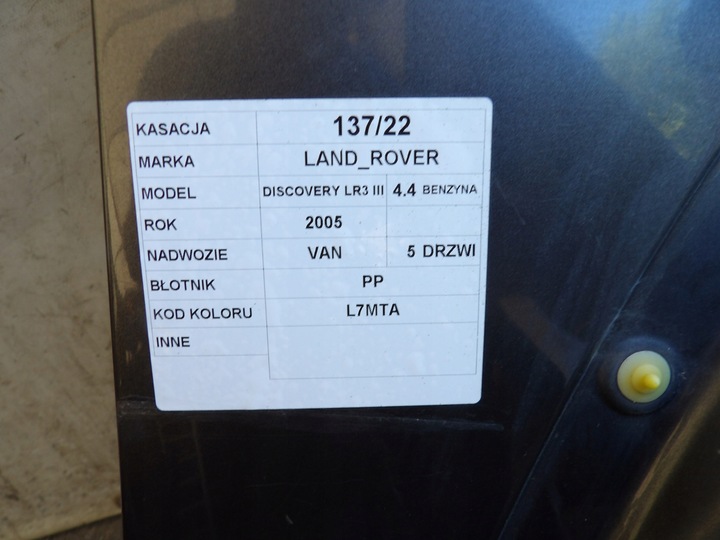 KASACJA 137/22
MARKA LAND_ROVER
MODEL DISCOVERY LR3 III 4.4 BENZYNA
ROK 2005
NADWOZIE VAN 5 DRZWI
BŁOTNIK PP
KOD KOLORU L7MTA
INNE